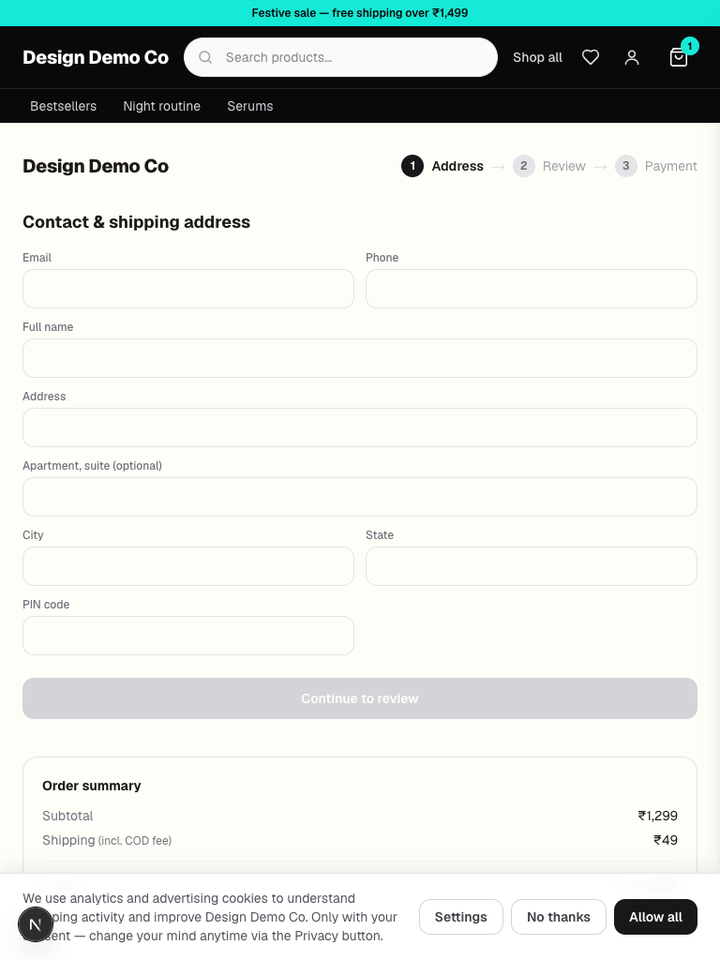 Festive sale — free shipping over ₹1,499
Design Demo Co
Search products…
Shop all
1
Bestsellers
Night routine
Serums
Design Demo Co
1 Address → 2 Review → 3 Payment
Contact & shipping address
Email
Phone
Full name
Address
Apartment, suite (optional)
City
State
PIN code
Continue to review
Order summary
Subtotal ₹1,299
Shipping (incl. COD fee) ₹49
We use analytics and advertising cookies to understand
activity and improve Design Demo Co. Only with your
— change your mind anytime via the Privacy button.
N
Settings
No thanks
Allow all